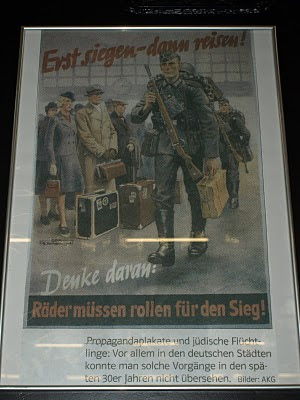 Erst siegen-dann reisen!
Denke daran:
Räder müssen rollen für den Sieg!
Propagandaplakate und jüdische Flücht-
linge: Vor allem in den deutschen Städten
konnte man solche Vorgänge in den spä-
ten 30er Jahren nicht übersehen. Bilder: AKG